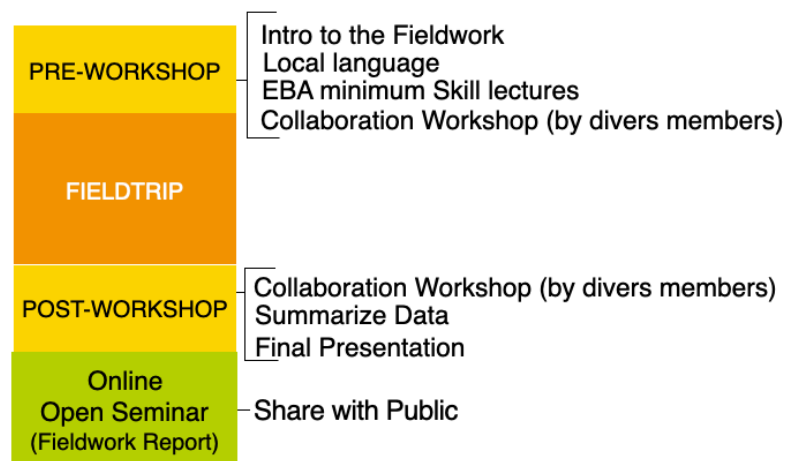 PRE-WORKSHOP
Intro to the Fieldwork
Local language
EBA minimum Skill lectures
Collaboration Workshop (by divers members)
FIELDTRIP
POST-WORKSHOP
Collaboration Workshop (by divers members)
Summarize Data
Final Presentation
Online
Open Seminar
(Fieldwork Report)
Share with Public